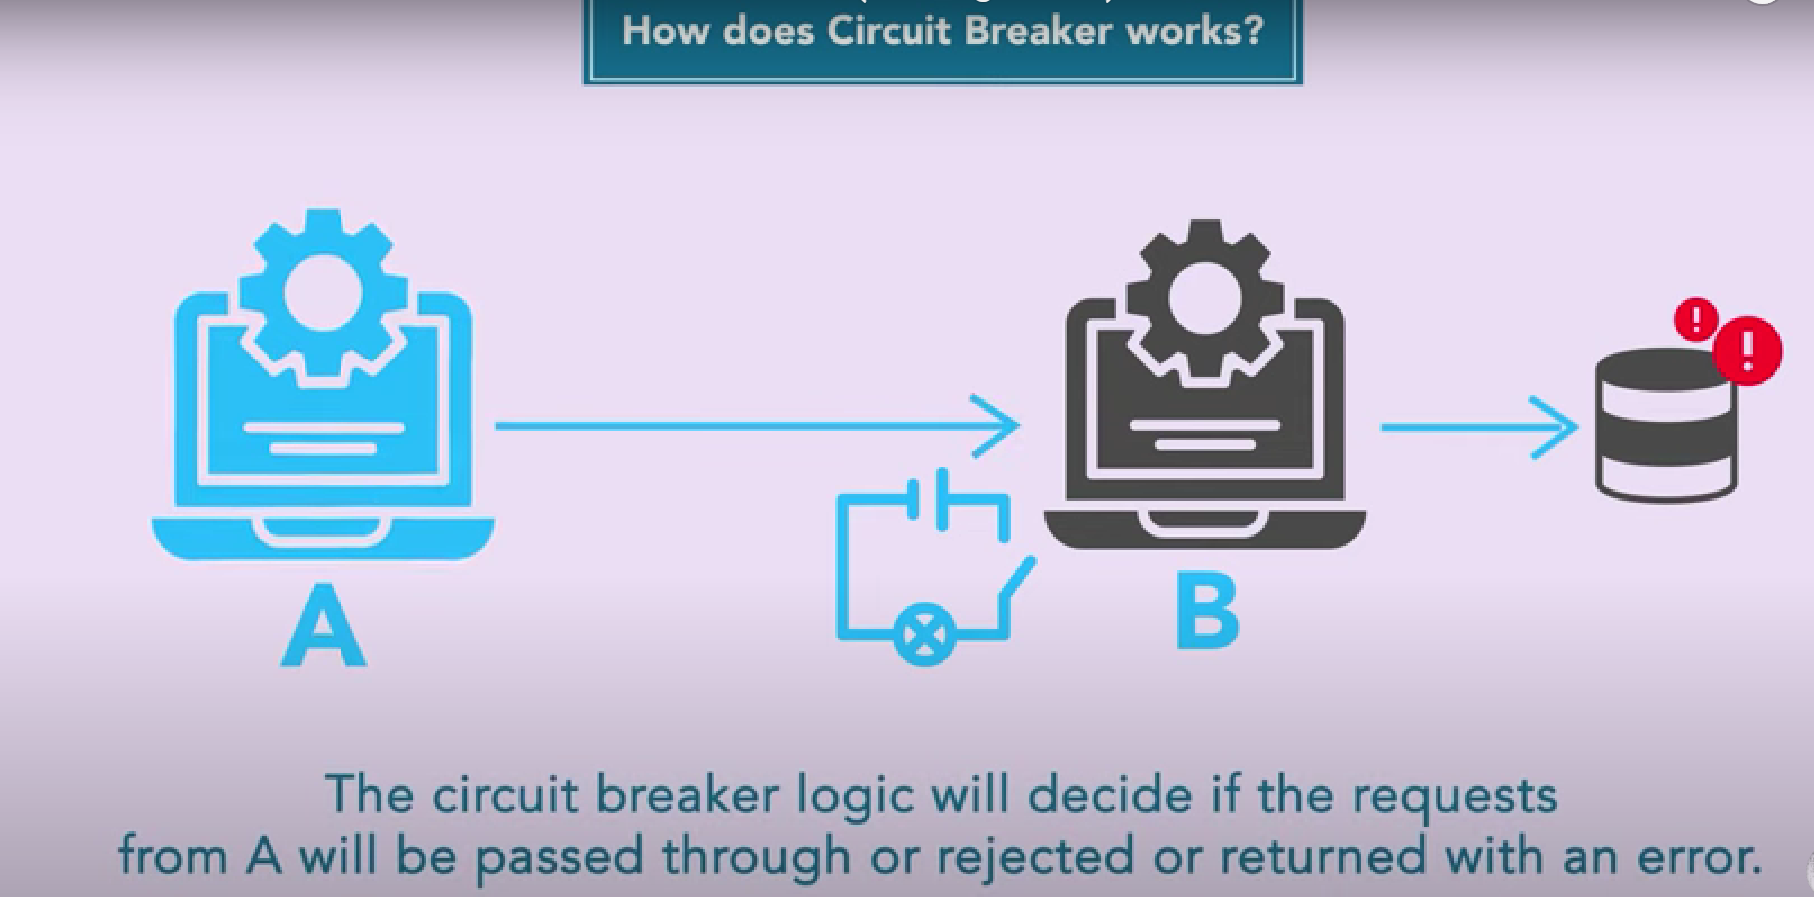 How does Circuit Breaker works?
A
B
The circuit breaker logic will decide if the requests
from A will be passed through or rejected or returned with an error.